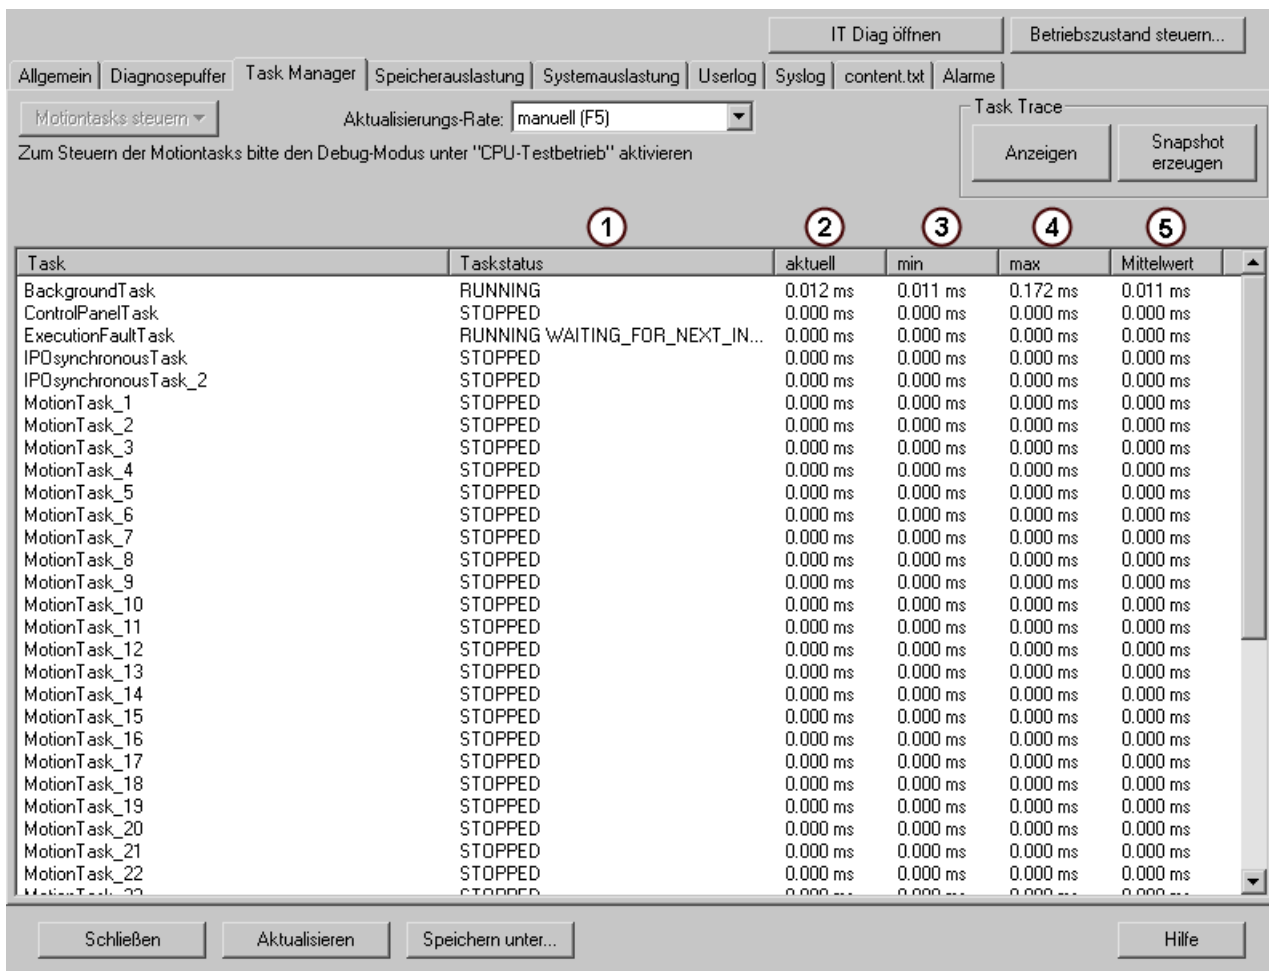 IT Diag öffnen Betriebszustand steuern...
Allgemein Diagnosepuffer Task Manager Speicherauslastung Systemauslastung Userlog Syslog content.txt Alarme
Motiontasks steuern Aktualisierungs-Rate: manuell (F5) Task Trace
Zum Steuern der Motiontasks bitte den Debug-Modus unter "CPU-Testbetrieb" aktivieren
Anzeigen Snapshot erzeugen
1 2 3 4 5
Task Taskstatus aktuell min max Mittelwert
BackgroundTask RUNNING 0.012 ms 0.011 ms 0.172 ms 0.011 ms
ControlPanelTask STOPPED 0.000 ms 0.000 ms 0.000 ms 0.000 ms
ExecutionFaultTask RUNNING WAITING_FOR_NEXT_IN... 0.000 ms 0.000 ms 0.000 ms 0.000 ms
IPOsynchronousTask STOPPED 0.000 ms 0.000 ms 0.000 ms 0.000 ms
IPOsynchronousTask_2 STOPPED 0.000 ms 0.000 ms 0.000 ms 0.000 ms
MotionTask_1 STOPPED 0.000 ms 0.000 ms 0.000 ms 0.000 ms
MotionTask_2 STOPPED 0.000 ms 0.000 ms 0.000 ms 0.000 ms
MotionTask_3 STOPPED 0.000 ms 0.000 ms 0.000 ms 0.000 ms
MotionTask_4 STOPPED 0.000 ms 0.000 ms 0.000 ms 0.000 ms
MotionTask_5 STOPPED 0.000 ms 0.000 ms 0.000 ms 0.000 ms
MotionTask_6 STOPPED 0.000 ms 0.000 ms 0.000 ms 0.000 ms
MotionTask_7 STOPPED 0.000 ms 0.000 ms 0.000 ms 0.000 ms
MotionTask_8 STOPPED 0.000 ms 0.000 ms 0.000 ms 0.000 ms
MotionTask_9 STOPPED 0.000 ms 0.000 ms 0.000 ms 0.000 ms
MotionTask_10 STOPPED 0.000 ms 0.000 ms 0.000 ms 0.000 ms
MotionTask_11 STOPPED 0.000 ms 0.000 ms 0.000 ms 0.000 ms
MotionTask_12 STOPPED 0.000 ms 0.000 ms 0.000 ms 0.000 ms
MotionTask_13 STOPPED 0.000 ms 0.000 ms 0.000 ms 0.000 ms
MotionTask_14 STOPPED 0.000 ms 0.000 ms 0.000 ms 0.000 ms
MotionTask_15 STOPPED 0.000 ms 0.000 ms 0.000 ms 0.000 ms
MotionTask_16 STOPPED 0.000 ms 0.000 ms 0.000 ms 0.000 ms
MotionTask_17 STOPPED 0.000 ms 0.000 ms 0.000 ms 0.000 ms
MotionTask_18 STOPPED 0.000 ms 0.000 ms 0.000 ms 0.000 ms
MotionTask_19 STOPPED 0.000 ms 0.000 ms 0.000 ms 0.000 ms
MotionTask_20 STOPPED 0.000 ms 0.000 ms 0.000 ms 0.000 ms
MotionTask_21 STOPPED 0.000 ms 0.000 ms 0.000 ms 0.000 ms
MotionTask_22 STOPPED 0.000 ms 0.000 ms 0.000 ms 0.000 ms
Schließen Aktualisieren Speichern unter... Hilfe